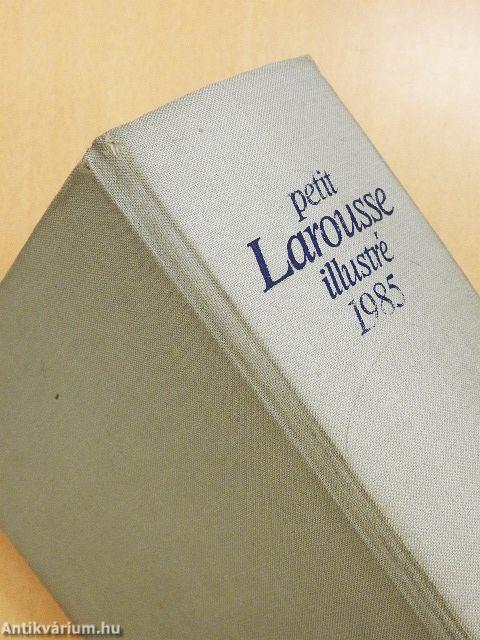 petit
Larousse
illustré
1985
Antikvárium.hu